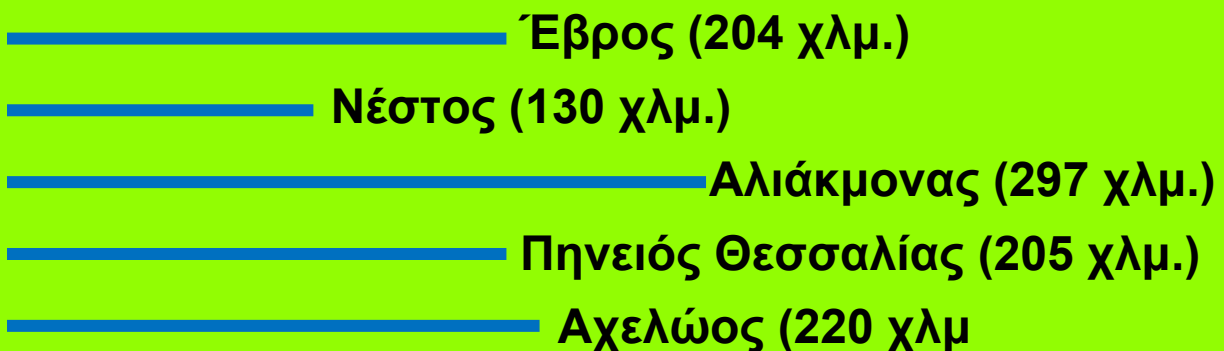 Έβρος (204 χλμ.)
Νέστος (130 χλμ.)
Αλιάκμονας (297 χλμ.)
Πηνειός Θεσσαλίας (205 χλμ.)
Αχελώος (220 χλμ